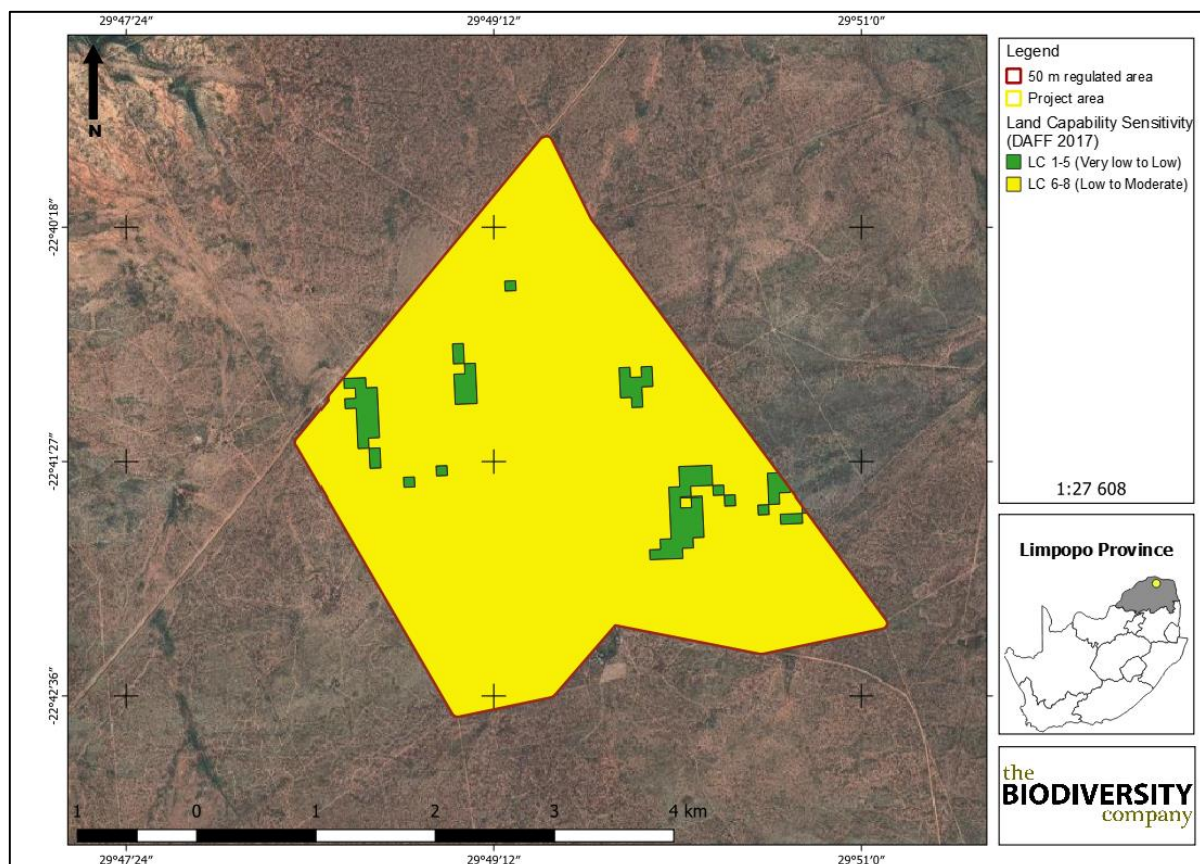 29°47'24" 29°49'12" 29°51'0"
N
-22°40'18"
-22°41'27"
-22°42'36"
1 0 1 2 3 4 km
29°47'24" 29°49'12" 29°51'0"
Legend
50 m regulated area
Project area
Land Capability Sensitivity
(DAFF 2017)
LC 1-5 (Very low to Low)
LC 6-8 (Low to Moderate)
1:27 608
Limpopo Province
the
BIODIVERSITY
company